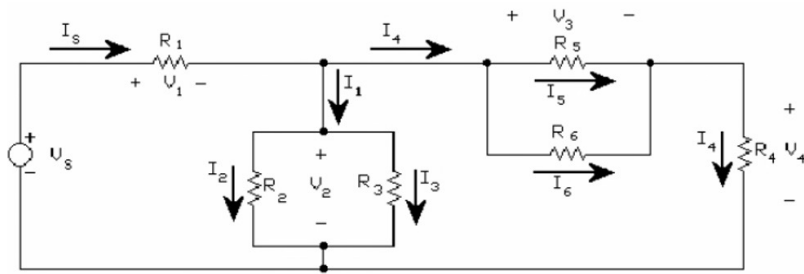 + V3 −
Is
R1
I4
R5
+ V1 −
I1
I5
+
Vs
−
R6
I6
I2
R2
+
V2
−
R3
I3
I4
R4
+
V4
−